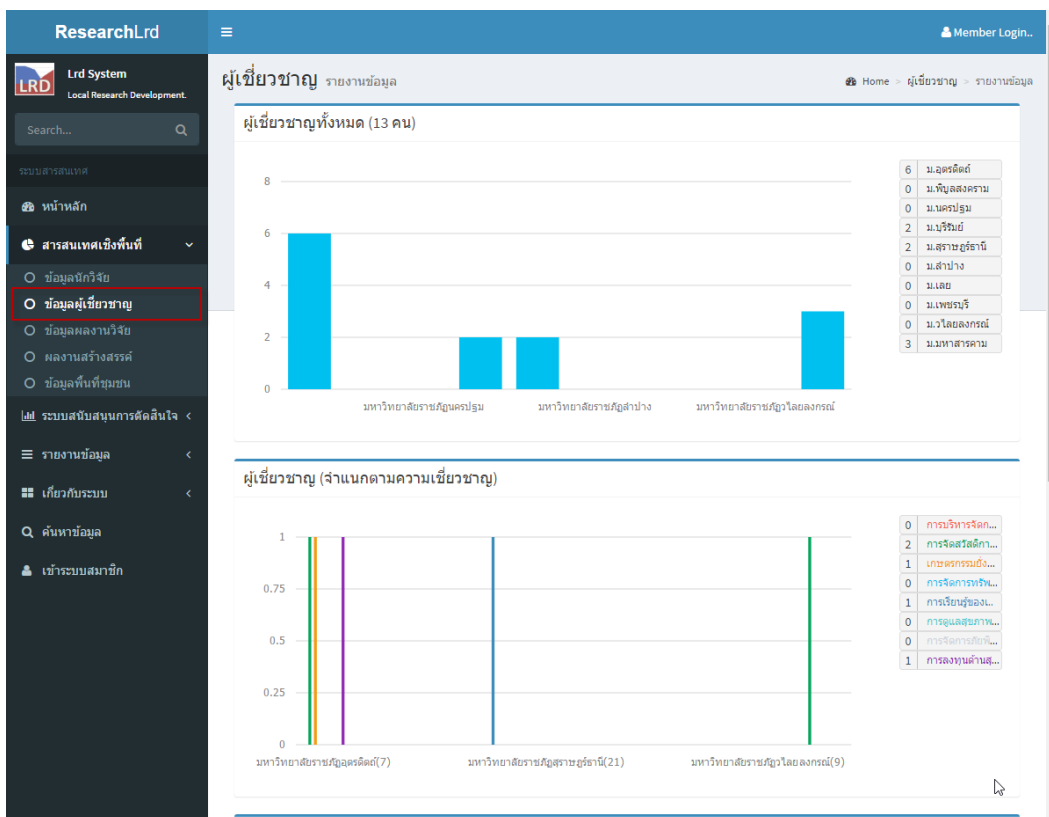 ResearchLrd
Member Login..
LRD
Lrd System
Local Research Development.
Search...
ระบบสารสนเทศ
หน้าหลัก
สารสนเทศเชิงพื้นที่
ข้อมูลนักวิจัย
ข้อมูลผู้เชี่ยวชาญ
ข้อมูลผลงานวิจัย
ผลงานสร้างสรรค์
ข้อมูลพื้นที่ชุมชน
ระบบสนับสนุนการตัดสินใจ
รายงานข้อมูล
เกี่ยวกับระบบ
ค้นหาข้อมูล
เข้าระบบสมาชิก
ผู้เชี่ยวชาญ รายงานข้อมูล
Home > ผู้เชี่ยวชาญ > รายงานข้อมูล
ผู้เชี่ยวชาญทั้งหมด (13 คน)
8
6
4
2
0
มหาวิทยาลัยราชภัฏนครปฐม มหาวิทยาลัยราชภัฏลำปาง มหาวิทยาลัยราชภัฏวไลยลงกรณ์
6 ม.อุตรดิตถ์
0 ม.พิบูลสงคราม
0 ม.นครปฐม
2 ม.บุรีรัมย์
2 ม.สุราษฎร์ธานี
0 ม.ลำปาง
0 ม.เลย
0 ม.เพชรบุรี
0 ม.วไลยลงกรณ์
3 ม.มหาสารคาม
ผู้เชี่ยวชาญ (จำแนกตามความเชี่ยวชาญ)
1
0.75
0.5
0.25
0
มหาวิทยาลัยราชภัฏอุตรดิตถ์(7) มหาวิทยาลัยราชภัฏสุราษฎร์ธานี(21) มหาวิทยาลัยราชภัฏวไลยลงกรณ์(9)
0 การบริหารจัดก...
2 การจัดสวัสดิกา...
1 เกษตรกรรมยั่ง...
0 การจัดการทรัพ...
1 การเรียนรู้ของเ...
0 การดูแลสุขภาพ...
0 การจัดการภัยพิ...
1 การลงทุนด้านสุ...